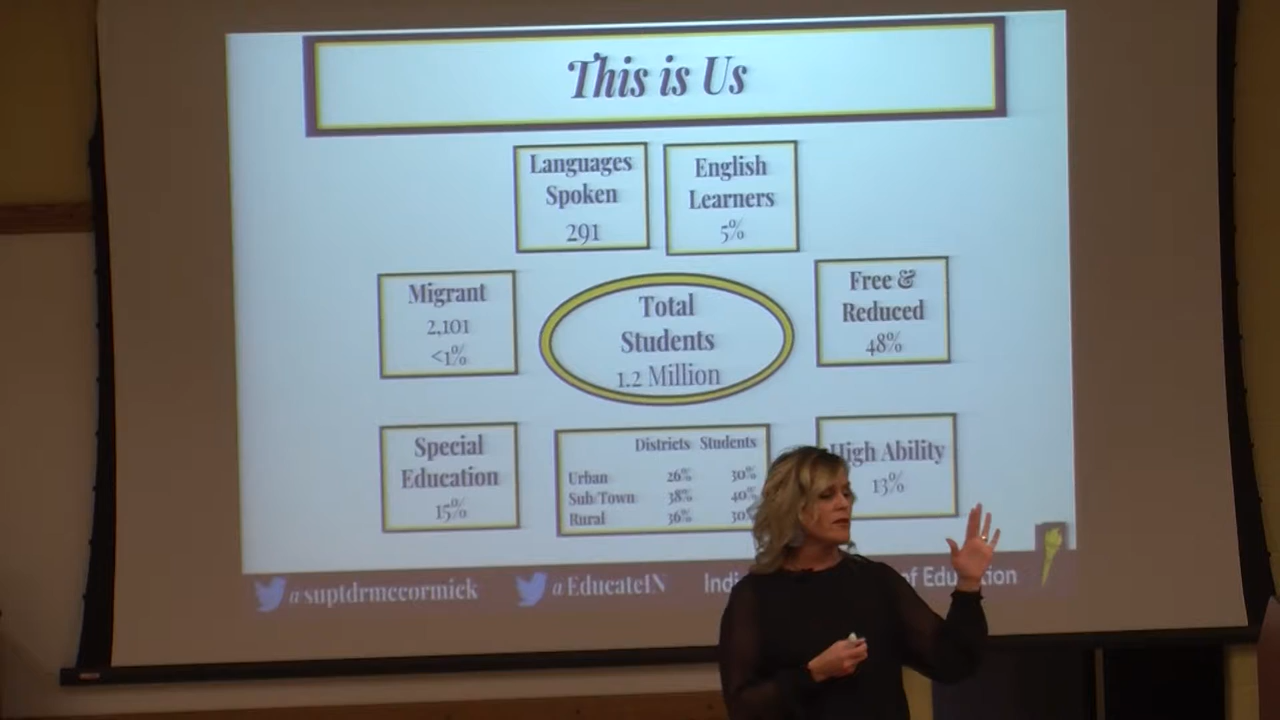 This is Us
Languages
Spoken
291
English
Learners
5%
Migrant
2,101
<1%
Total
Students
1.2 Million
Free &
Reduced
48%
Special
Education
15%
Districts Students
Urban 26% 30%
Sub/Town 38% 40%
Rural 36% 30%
High Ability
13%
@suptdrmccormick @EducateIN of Education